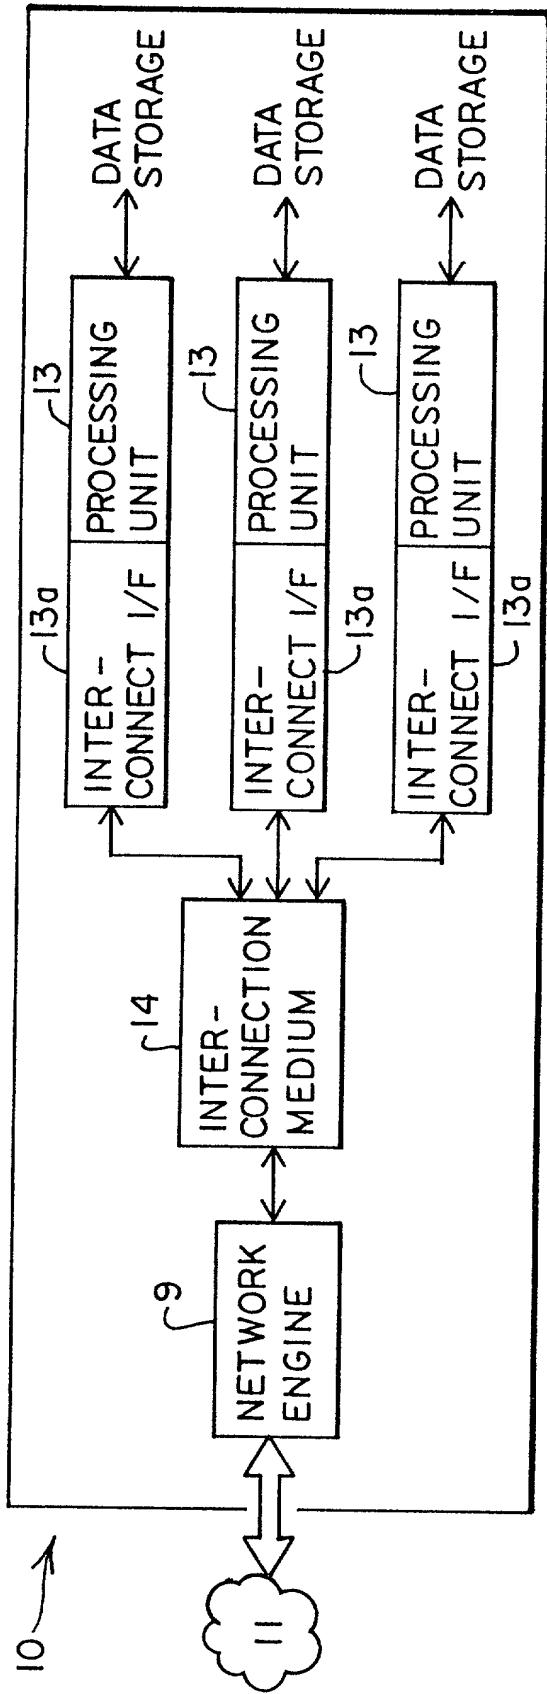 10
11
9
NETWORK
ENGINE
14
INTER-
CONNECTION
MEDIUM
13a
13
INTER-
CONNECT I/F
PROCESSING
UNIT
DATA
STORAGE
13
INTER-
CONNECT I/F
PROCESSING
UNIT
13a
DATA
STORAGE
13
INTER-
CONNECT I/F
PROCESSING
UNIT
13a
DATA
STORAGE